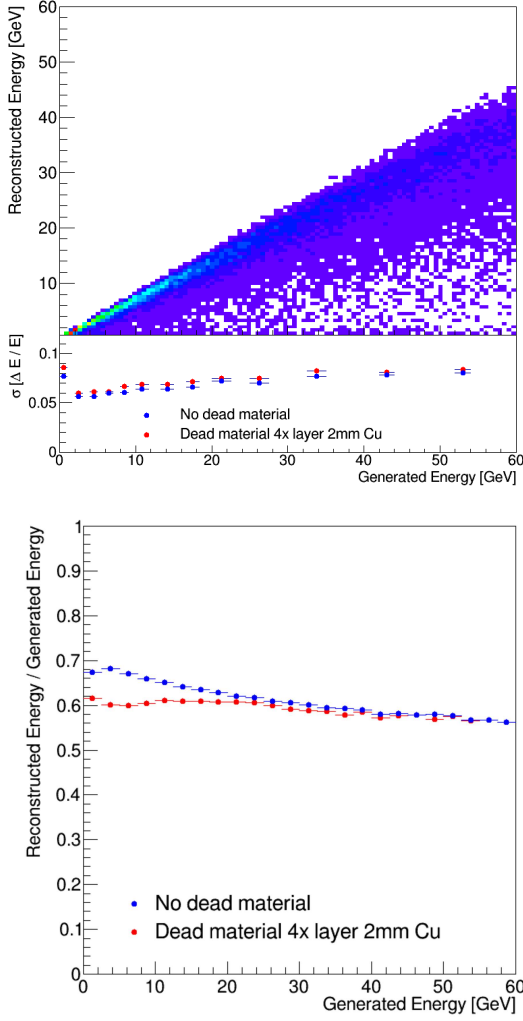 Reconstructed Energy [GeV]
60
50
40
30
20
10
σ [Δ E / E]
0.1
0.05
0
No dead material
Dead material 4x layer 2mm Cu
0 10 20 30 40 50 60
Generated Energy [GeV]
Reconstructed Energy / Generated Energy
1
0.9
0.8
0.7
0.6
0.5
0.4
0.3
0.2
0.1
0
No dead material
Dead material 4x layer 2mm Cu
0 10 20 30 40 50 60
Generated Energy [GeV]